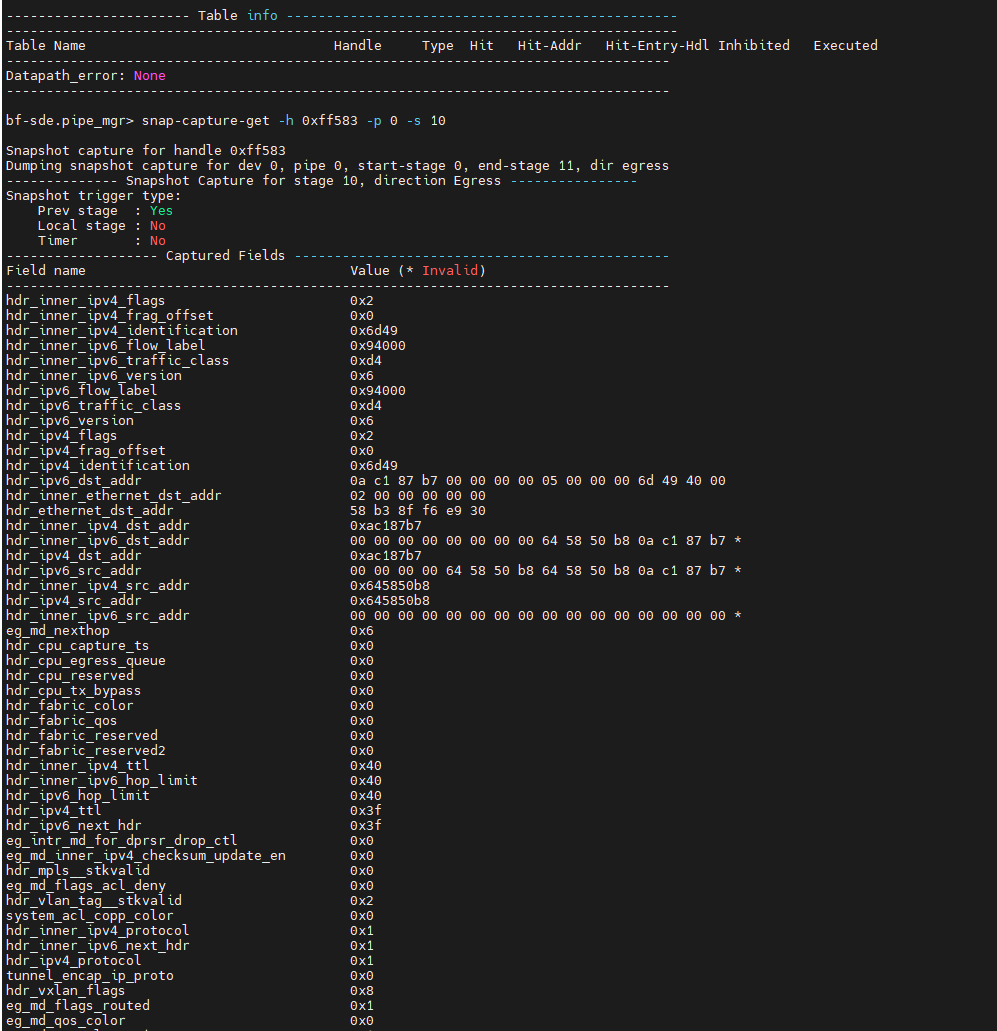 ----------------------- Table info -------------------------------------------------
-----------------------------------------------------------------------------------
Table Name                               Handle     Type  Hit   Hit-Addr   Hit-Entry-Hdl Inhibited   Executed
-----------------------------------------------------------------------------------
Datapath_error: None
-----------------------------------------------------------------------------------
bf-sde.pipe_mgr> snap-capture-get -h 0xff583 -p 0 -s 10
Snapshot capture for handle 0xff583
Dumping snapshot capture for dev 0, pipe 0, start-stage 0, end-stage 11, dir egress
-------------- Snapshot Capture for stage 10, direction Egress ----------------
Snapshot trigger type:
    Prev stage  : Yes
    Local stage : No
    Timer       : No
------------------- Captured Fields -----------------------------------------------
Field name                                 Value (* Invalid)
-----------------------------------------------------------------------------------
hdr_inner_ipv4_flags                       0x2
hdr_inner_ipv4_frag_offset                 0x0
hdr_inner_ipv4_identification              0x6d49
hdr_inner_ipv6_flow_label                  0x94000
hdr_inner_ipv6_traffic_class               0xd4
hdr_inner_ipv6_version                     0x6
hdr_ipv6_flow_label                        0x94000
hdr_ipv6_traffic_class                     0xd4
hdr_ipv6_version                           0x6
hdr_ipv4_flags                             0x2
hdr_ipv4_frag_offset                       0x0
hdr_ipv4_identification                    0x6d49
hdr_ipv6_dst_addr                          0a c1 87 b7 00 00 00 00 05 00 00 00 6d 49 40 00
hdr_inner_ethernet_dst_addr                02 00 00 00 00 00
hdr_ethernet_dst_addr                      58 b3 8f f6 e9 30
hdr_inner_ipv4_dst_addr                    0xac187b7
hdr_inner_ipv6_dst_addr                    00 00 00 00 00 00 00 00 64 58 50 b8 0a c1 87 b7 *
hdr_ipv4_dst_addr                          0xac187b7
hdr_ipv6_src_addr                          00 00 00 00 64 58 50 b8 64 58 50 b8 0a c1 87 b7 *
hdr_inner_ipv4_src_addr                    0x645850b8
hdr_ipv4_src_addr                          0x645850b8
hdr_inner_ipv6_src_addr                    00 00 00 00 00 00 00 00 00 00 00 00 00 00 00 00 *
eg_md_nexthop                              0x6
hdr_cpu_capture_ts                         0x0
hdr_cpu_egress_queue                       0x0
hdr_cpu_reserved                           0x0
hdr_cpu_tx_bypass                          0x0
hdr_fabric_color                           0x0
hdr_fabric_qos                             0x0
hdr_fabric_reserved                        0x0
hdr_fabric_reserved2                       0x0
hdr_inner_ipv4_ttl                         0x40
hdr_inner_ipv6_hop_limit                   0x40
hdr_ipv6_hop_limit                         0x40
hdr_ipv4_ttl                               0x3f
hdr_ipv6_next_hdr                          0x3f
eg_intr_md_for_dprsr_drop_ctl              0x0
eg_md_inner_ipv4_checksum_update_en        0x0
hdr_mpls__stkvalid                         0x0
eg_md_flags_acl_deny                       0x0
hdr_vlan_tag__stkvalid                     0x2
system_acl_copp_color                      0x0
hdr_inner_ipv4_protocol                    0x1
hdr_inner_ipv6_next_hdr                    0x1
hdr_ipv4_protocol                          0x1
tunnel_encap_ip_proto                      0x0
hdr_vxlan_flags                            0x8
eg_md_flags_routed                         0x1
eg_md_qos_color                            0x0